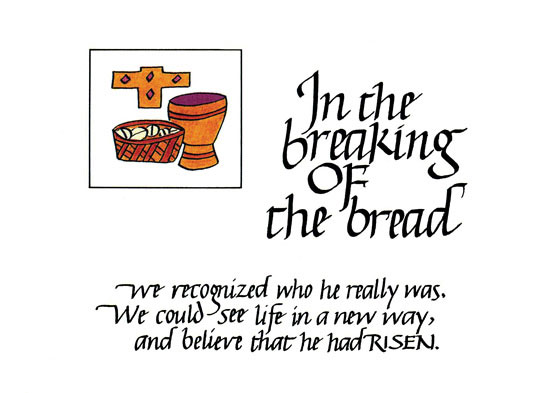 In the
breaking
OF
the bread
We recognized who he really was.
We could see life in a new way,
and believe that he had RISEN.